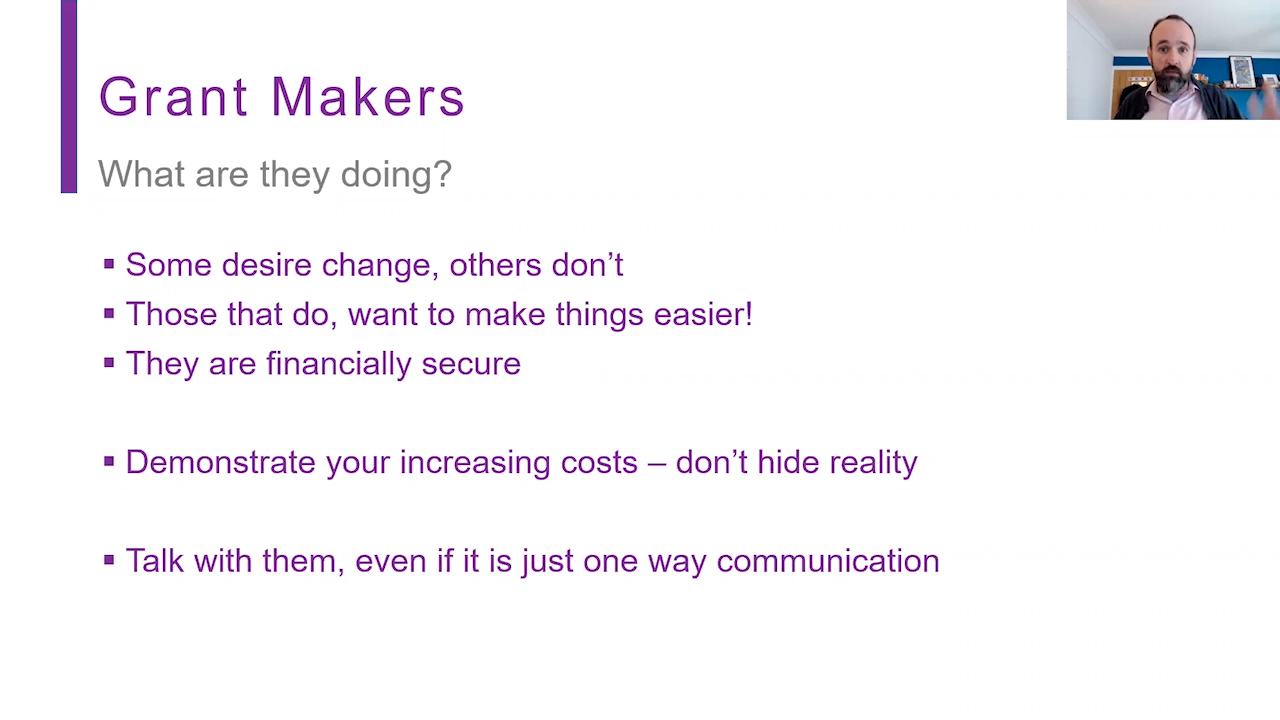 Grant Makers
What are they doing?
▪ Some desire change, others don’t
▪ Those that do, want to make things easier!
▪ They are financially secure
▪ Demonstrate your increasing costs – don’t hide reality
▪ Talk with them, even if it is just one way communication